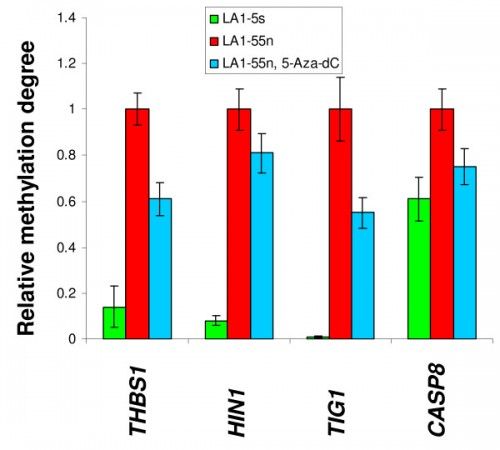 LA1-5s
LA1-55n
LA1-55n, 5-Aza-dC
Relative methylation degree
1.4
1.2
1
0.8
0.6
0.4
0.2
0
THBS1
HIN1
TIG1
CASP8